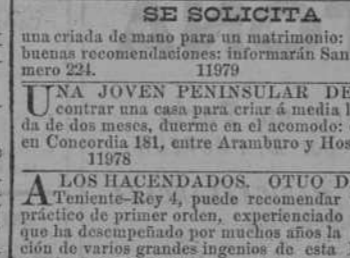 SE SOLICITA
una criada de mano para un matrimonio:
buenas recomendaciones: informarán San
mero 224. 11979
UNA JOVEN PENINSULAR DE
contrar una casa para criar á media l
da de dos meses, duerme en el acomodo:
en Concordia 181, entre Aramburo y Hos
11978
A LOS HACENDADOS. OTUO D
Teniente-Rey 4, puede recomendar
práctico de primer orden, experienciado
que ha desempeñado por muchos años la
ción de varios grandes ingenios de esta